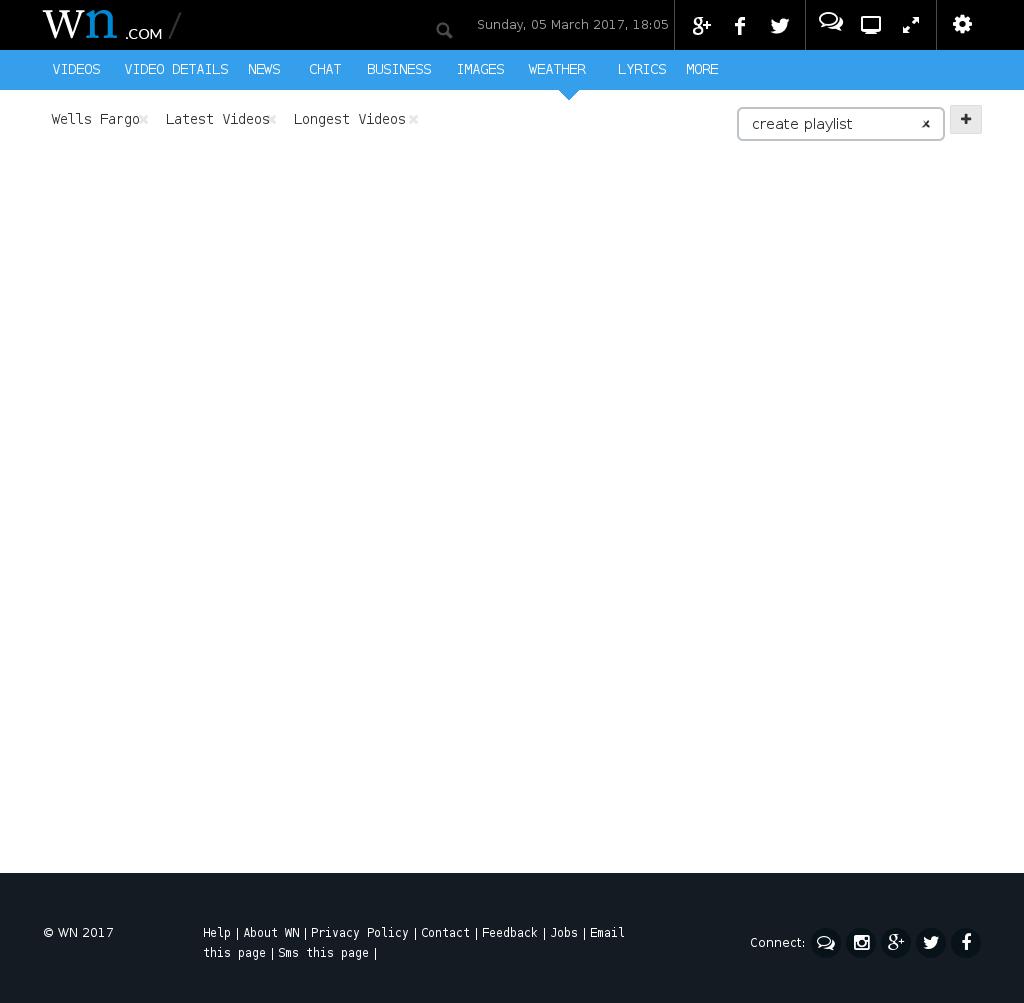 wn .COM /
Sunday, 05 March 2017, 18:05
VIDEOS VIDEO DETAILS NEWS CHAT BUSINESS IMAGES WEATHER LYRICS MORE
Wells Fargo Latest Videos Longest Videos
create playlist
© WN 2017
Help | About WN | Privacy Policy | Contact | Feedback | Jobs | Email
this page | Sms this page |
Connect: